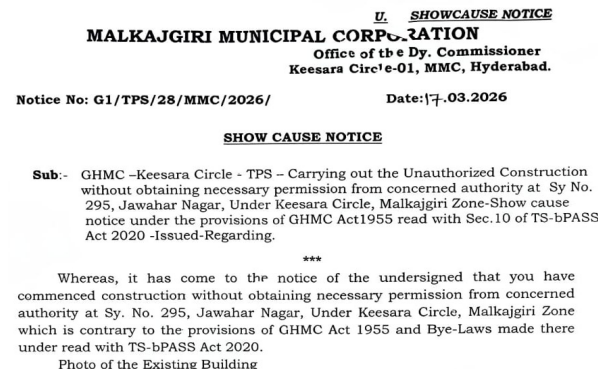 U. SHOWCAUSE NOTICE
MALKAJGIRI MUNICIPAL CORPORATION
Office of the Dy. Commissioner
Keesara Circle-01, MMC, Hyderabad.
Notice No: G1/TPS/28/MMC/2026/ Date:17.03.2026
SHOW CAUSE NOTICE
Sub:- GHMC –Keesara Circle - TPS – Carrying out the Unauthorized Construction
without obtaining necessary permission from concerned authority at Sy No.
295, Jawahar Nagar, Under Keesara Circle, Malkajgiri Zone-Show cause
notice under the provisions of GHMC Act1955 read with Sec.10 of TS-bPASS
Act 2020 -Issued-Regarding.
***
Whereas, it has come to the notice of the undersigned that you have
commenced construction without obtaining necessary permission from concerned
authority at Sy. No. 295, Jawahar Nagar, Under Keesara Circle, Malkajgiri Zone
which is contrary to the provisions of GHMC Act 1955 and Bye-Laws made there
under read with TS-bPASS Act 2020.
Photo of the Existing Building